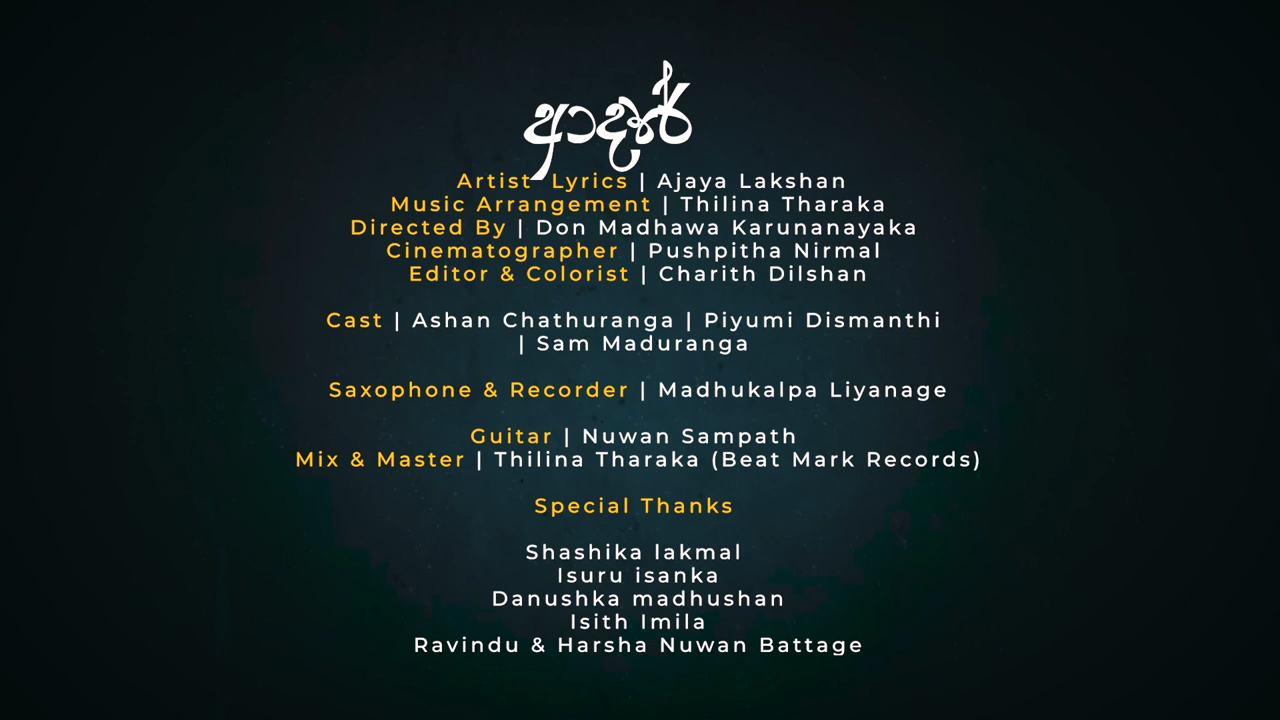 ආදරේ
Artist Lyrics | Ajaya Lakshan
Music Arrangement | Thilina Tharaka
Directed By | Don Madhawa Karunanayaka
Cinematographer | Pushpitha Nirmal
Editor & Colorist | Charith Dilshan
Cast | Ashan Chathuranga | Piyumi Dismanthi
| Sam Maduranga
Saxophone & Recorder | Madhukalpa Liyanage
Guitar | Nuwan Sampath
Mix & Master | Thilina Tharaka (Beat Mark Records)
Special Thanks
Shashika lakmal
Isuru isanka
Danushka madhushan
Isith Imila
Ravindu & Harsha Nuwan Battage